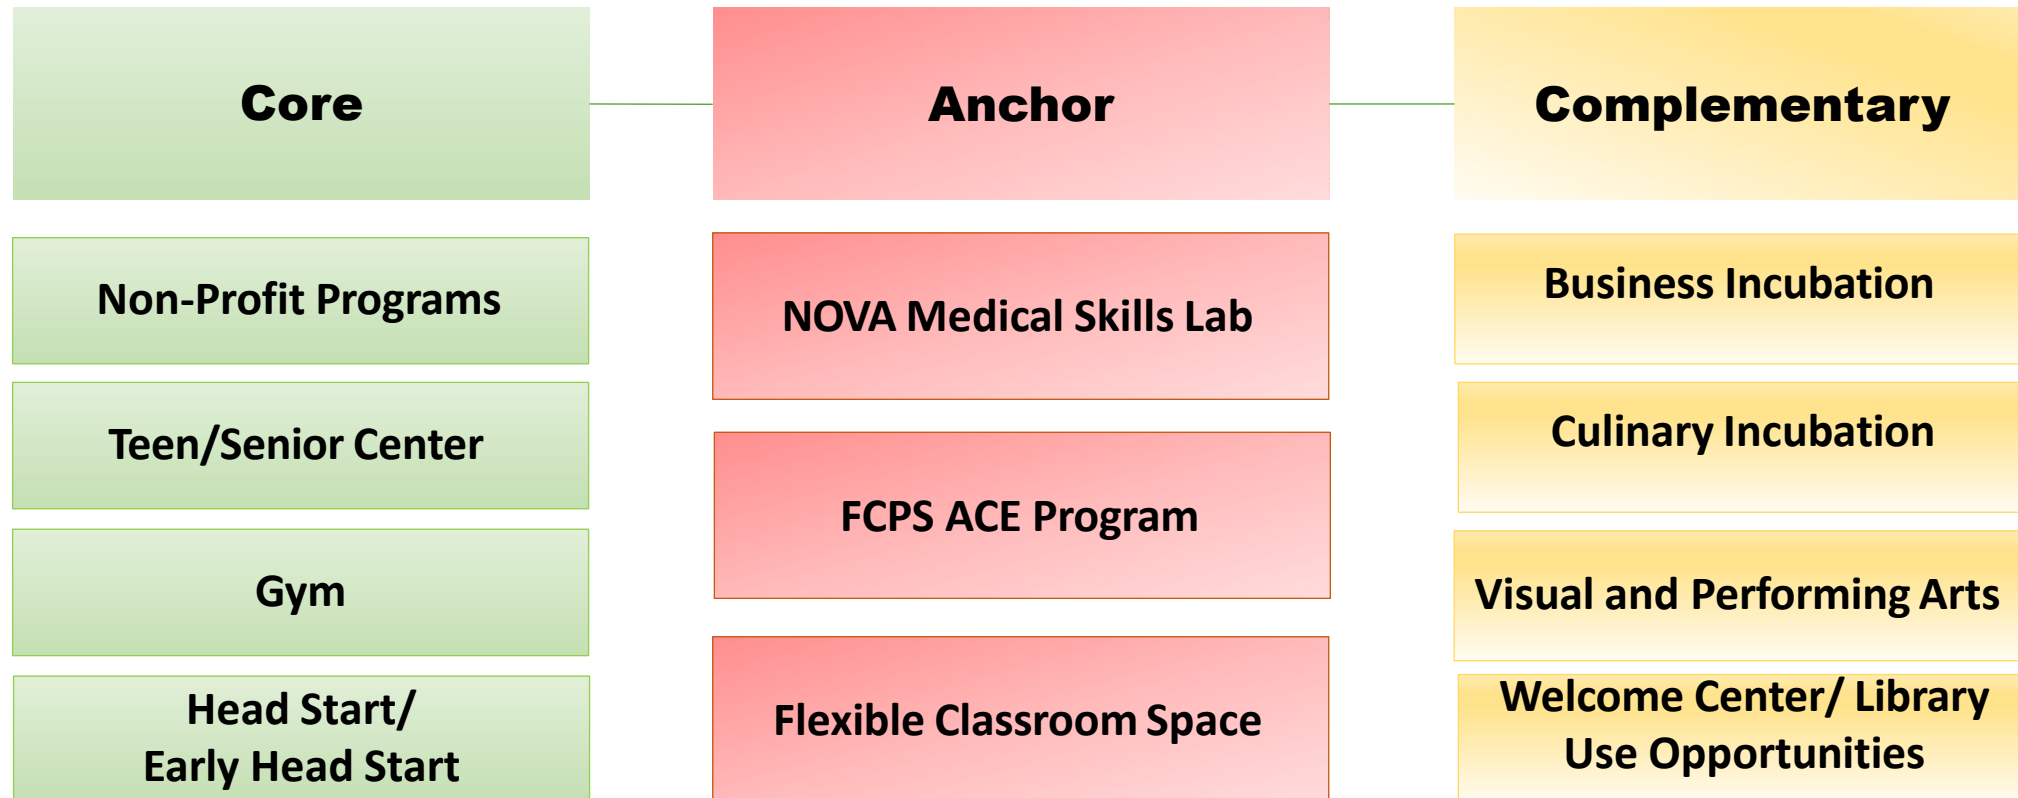 Core
Anchor
Complementary
Non-Profit Programs
Teen/Senior Center
Gym
Head Start/
Early Head Start
NOVA Medical Skills Lab
FCPS ACE Program
Flexible Classroom Space
Business Incubation
Culinary Incubation
Visual and Performing Arts
Welcome Center/ Library
Use Opportunities